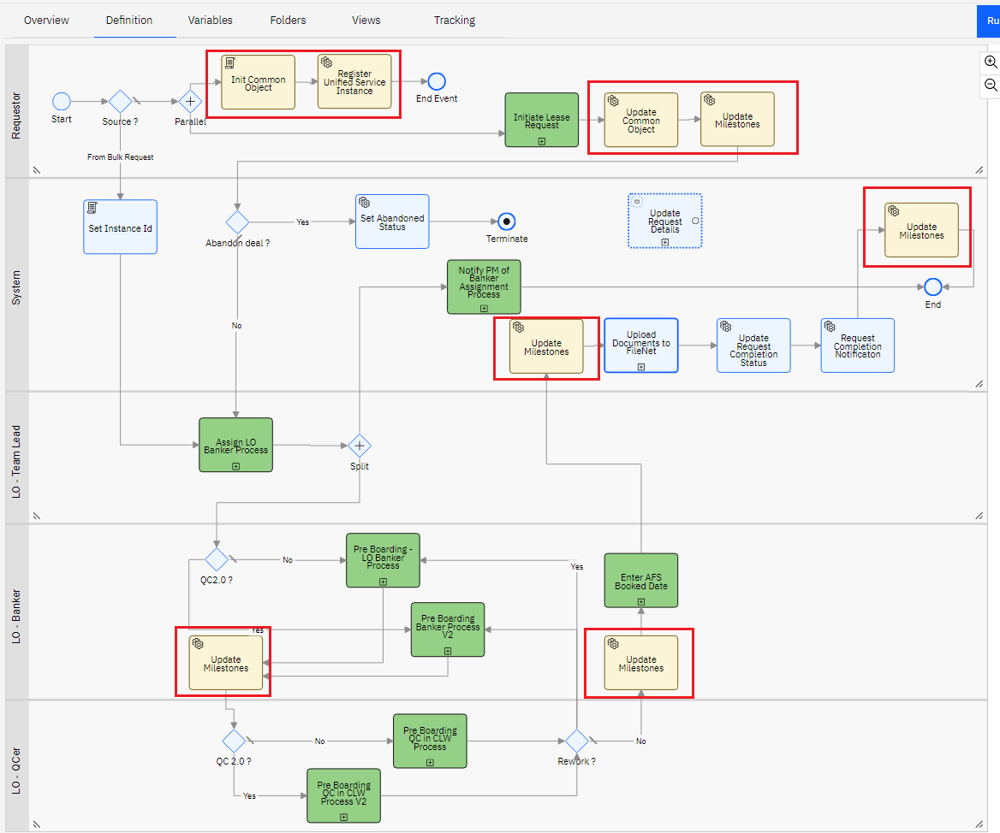 Overview
Definition
Variables
Folders
Views
Tracking
Ru
Requestor
Start
Source ?
Parallel
From Bulk Request
Init Common
Object
Register
Unified Service
Instance
End Event
Initiate Lease
Request
Update
Common
Object
Update
Milestones
System
Set Instance Id
Abandon deal ?
Yes
No
Set Abandoned
Status
Terminate
Update
Request
Details
Update
Milestones
Notify PM of
Banker
Assignment
Process
End
Update
Milestones
Upload
Documents to
FileNet
Update
Request
Completion
Status
Request
Completion
Notificaton
LO - Team Lead
Assign LO
Banker Process
Split
LO - Banker
QC2.0 ?
No
Pre Boarding -
LO Banker
Process
Yes
Enter AFS
Booked Date
Yes
Pre Boarding
Banker Process
V2
Update
Milestones
Update
Milestones
LO - QCer
QC 2.0 ?
No
Pre Boarding
QC in CLW
Process
Rework ?
No
Yes
Pre Boarding
QC in CLW
Process V2